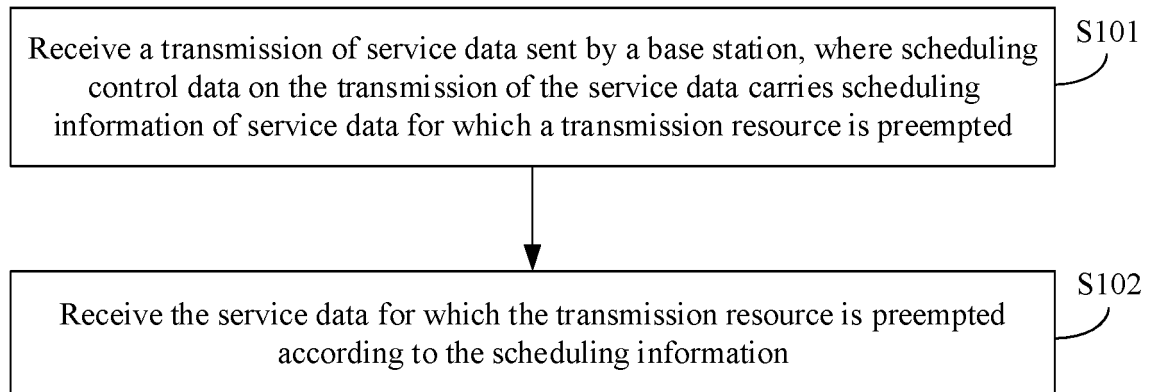 Receive a transmission of service data sent by a base station, where scheduling
control data on the transmission of the service data carries scheduling
information of service data for which a transmission resource is preempted
S101
Receive the service data for which the transmission resource is preempted
according to the scheduling information
S102